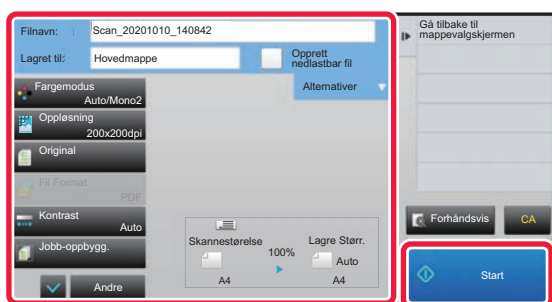 Filnavn:
Scan_20201010_140842
Lagret til:
Hovedmappe
Opprett
nedlastbar fil
Alternativer
Fargemodus
Auto/Mono2
Oppløsning
200x200dpi
Original
Fil Format
PDF
Kontrast
Auto
Jobb-oppbygg.
Andre
Skannestørelse
A4
100%
Lagre Størr.
Auto
A4
Gå tilbake til
mappevalgskjermen
Forhåndsvis
CA
Start